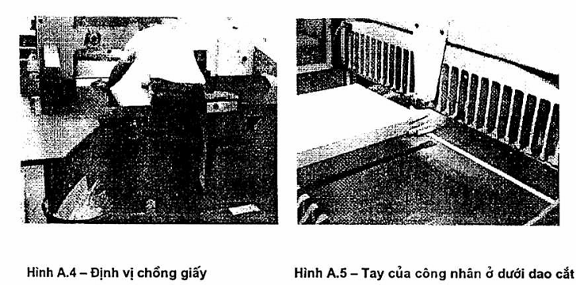 Hình A.4 – Định vị chồng giấy
Hình A.5 – Tay của công nhân ở dưới dao cắt